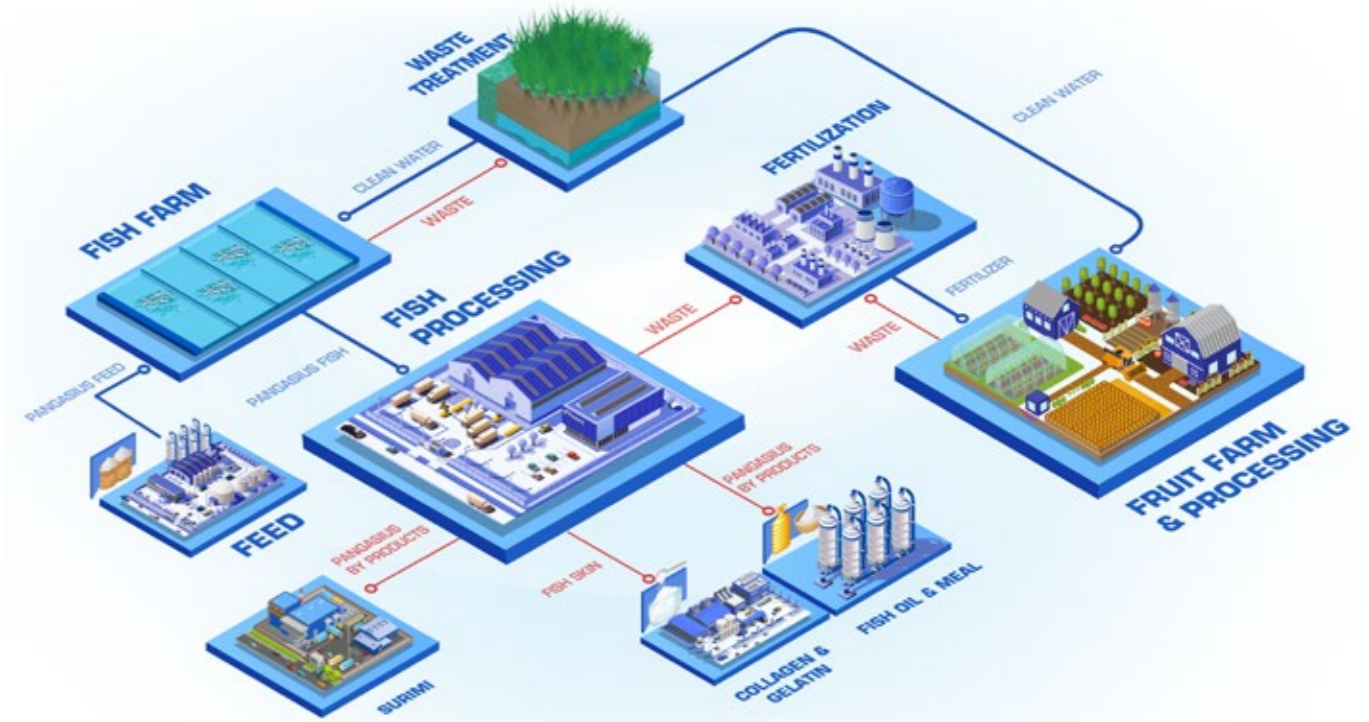 WASTE
TREATMENT
CLEAN WATER
FERTILIZATION
CLEAN WATER
WASTE
FISH FARM
FISH
PROCESSING
FERTILIZER
WASTE
WASTE
PANGASIUS FEED
PANGASIUS FISH
FRUIT FARM
& PROCESSING
PANGASIUS
BY PRODUCTS
FEED
PANGASIUS
BY PRODUCTS
FISH SKIN
FISH OIL & MEAL
COLLAGEN &
GELATIN
SURIMI